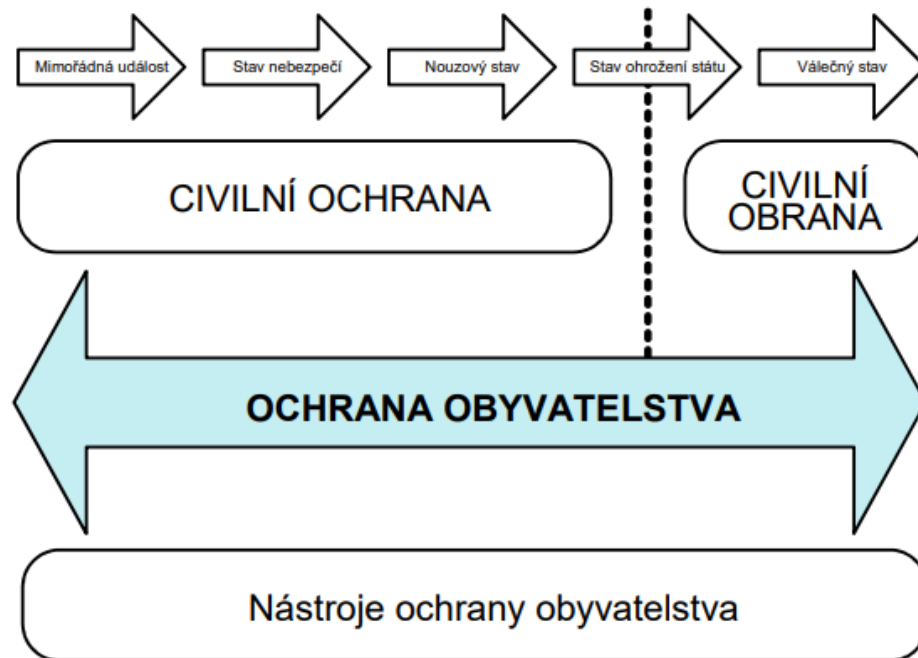 Mimořádná událost
Stav nebezpečí
Nouzový stav
Stav ohrožení státu
Válečný stav
CIVILNÍ OCHRANA
CIVILNÍ
OBRANA
OCHRANA OBYVATELSTVA
Nástroje ochrany obyvatelstva